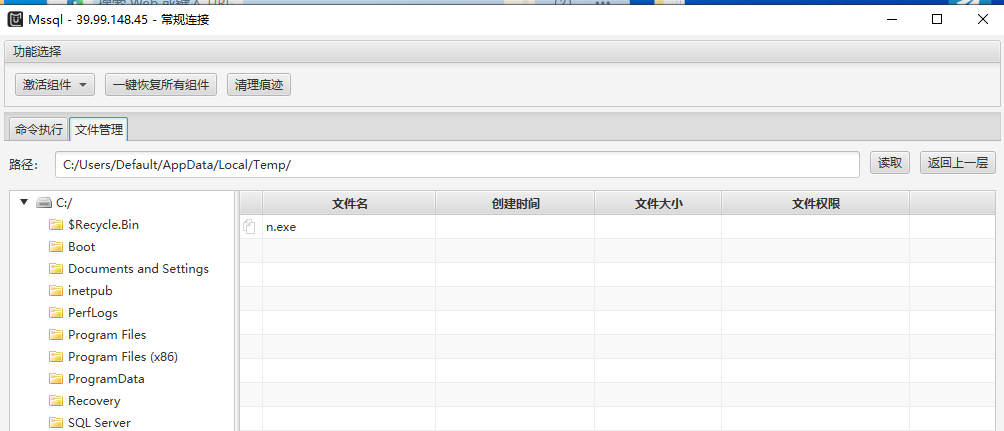 Mssql - 39.99.148.45 - 常规连接
功能选择
激活组件 一键恢复所有组件 清理痕迹
命令执行 文件管理
路径: C:/Users/Default/AppData/Local/Temp/ 读取 返回上一层
C:/
$Recycle.Bin
Boot
Documents and Settings
inetpub
PerfLogs
Program Files
Program Files (x86)
ProgramData
Recovery
SQL Server
文件名 创建时间 文件大小 文件权限
n.exe